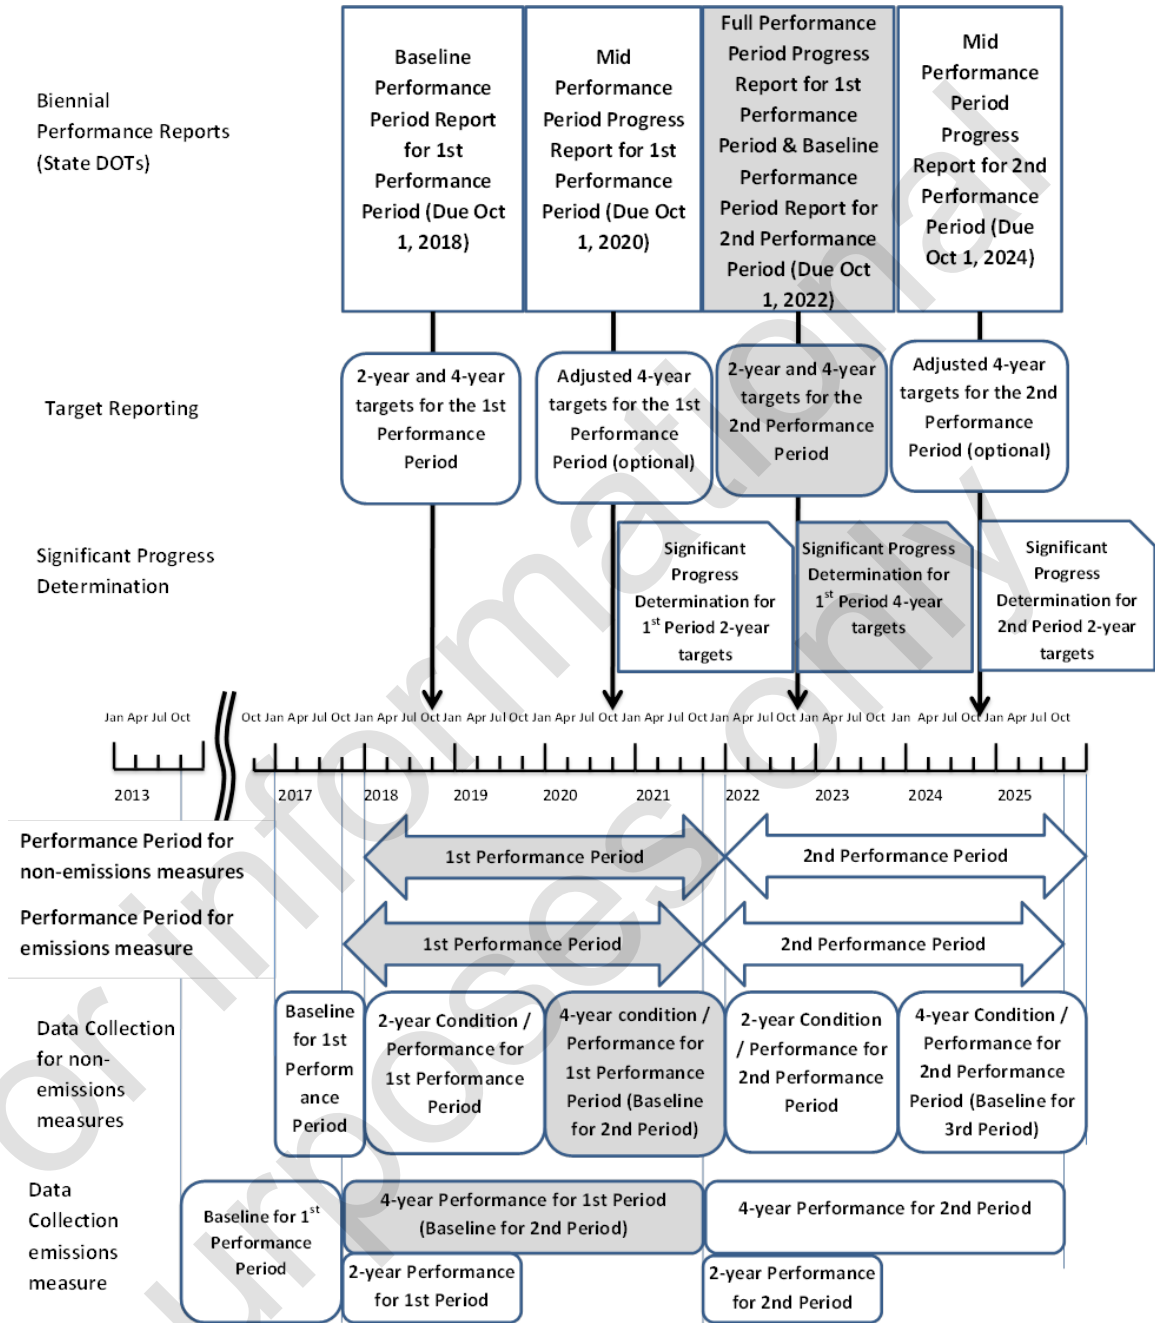 Biennial
Performance Reports
(State DOTs)
Baseline
Performance
Period Report
for 1st
Performance
Period (Due Oct
1, 2018)
Mid
Performance
Period Progress
Report for 1st
Performance
Period (Due Oct
1, 2020)
Full Performance
Period Progress
Report for 1st
Performance
Period & Baseline
Performance
Period Report for
2nd Performance
Period (Due Oct
1, 2022)
Mid
Performance
Period
Progress
Report for 2nd
Performance
Period (Due
Oct 1, 2024)
Target Reporting
2-year and 4-year
targets for the 1st
Performance
Period
Adjusted 4-year
targets for the 1st
Performance
Period (optional)
2-year and 4-year
targets for the
2nd Performance
Period
Adjusted 4-year
targets for the 2nd
Performance
Period (optional)
Significant Progress
Determination
Significant
Progress
Determination for
1st Period 2-year
targets
Significant Progress
Determination for
1st Period 4-year
targets
Significant
Progress
Determination for
2nd Period 2-year
targets
Jan Apr Jul Oct
Oct Jan Apr Jul Oct Jan Apr Jul Oct Jan Apr Jul Oct Jan Apr Jul Oct Jan Apr Jul Oct Jan Apr Jul Oct Jan Apr Jul Oct Jan Apr Jul Oct Jan Apr Jul Oct
2013 2017 2018 2019 2020 2021 2022 2023 2024 2025
Performance Period for
non-emissions measures
1st Performance Period
2nd Performance Period
Performance Period for
emissions measure
1st Performance Period
2nd Performance Period
Data Collection
for non-
emissions
measures
Baseline
for 1st
Perform
ance
Period
2-year Condition /
Performance for
1st Performance
Period
4-year condition /
Performance for
1st Performance
Period (Baseline
for 2nd Period)
2-year Condition
/ Performance for
2nd Performance
Period
4-year Condition /
Performance for
2nd Performance
Period (Baseline for
3rd Period)
Data
Collection
emissions
measure
Baseline for 1st
Performance
Period
4-year Performance for 1st Period
(Baseline for 2nd Period)
4-year Performance for 2nd Period
2-year Performance
for 1st Period
2-year Performance
for 2nd Period
or informational
urposes only